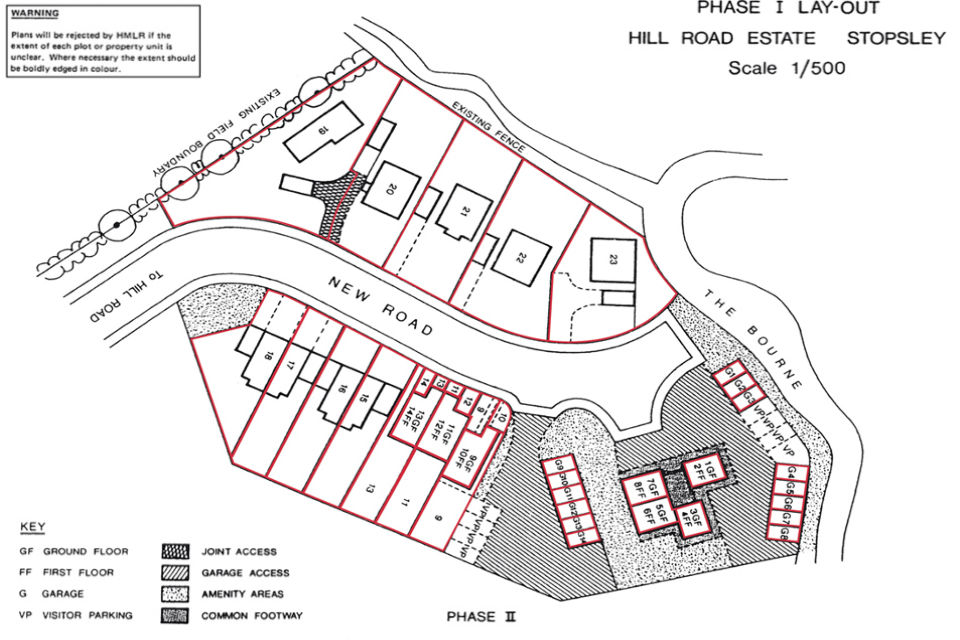 WARNING
Plans will be rejected by HMLR if the
extent of each plot or property unit is
unclear. Where necessary the extent should
be boldly edged in colour.
PHASE I LAY-OUT
HILL ROAD ESTATE STOPSLEY
Scale 1/500
EXISTING FIELD BOUNDARY
EXISTING FENCE
19
20
21
22
23
TO HILL ROAD
NEW ROAD
THE BOURNE
18
17
16
15
14
13
11
12
9
10
13GF
14FF
11GF
12FF
9GF
10FF
13
11
9
VP
VP
VP
VP
G9
G10
G11
G12
G13
G14
1GF
2FF
7GF
8FF
5GF
6FF
3GF
4FF
G1
G2
G3
VP
VP
VP
VP
G4
G5
G6
G7
G8
KEY
GF GROUND FLOOR
FF FIRST FLOOR
G GARAGE
VP VISITOR PARKING
JOINT ACCESS
GARAGE ACCESS
AMENITY AREAS
COMMON FOOTWAY
PHASE II